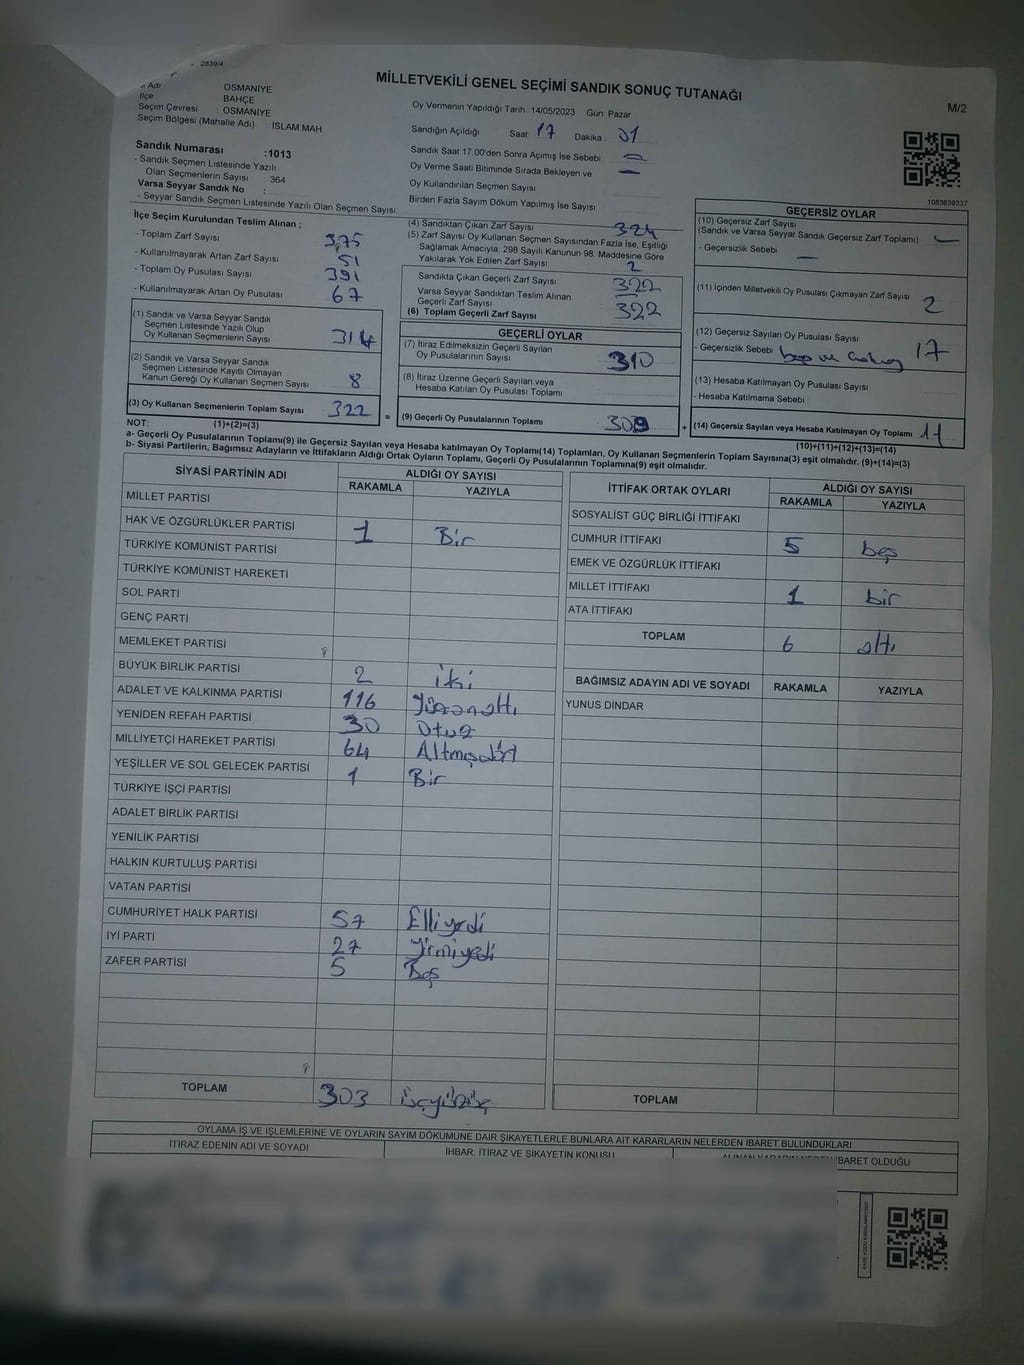 2839/4
MİLLETVEKİLİ GENEL SEÇİMİ SANDIK SONUÇ TUTANAĞI
M/2
Adı OSMANİYE
İlçe BAHÇE
Seçim Çevresi OSMANİYE
Seçim Bölgesi (Mahalle Adı) İSLAM MAH
Sandık Numarası :1013
- Sandık Seçmen Listesinde Yazılı
Olan Seçmenlerin Sayısı : 364
Varsa Seyyar Sandık No :
- Seyyar Sandık Seçmen Listesinde Yazılı Olan Seçmen Sayısı
Oy Vermenin Yapıldığı Tarih : 14/05/2023 Gün: Pazar
Sandığın Açıldığı Saat 17 Dakika : 01
Sandık Saat 17:00'den Sonra Açımış İse Sebebi —
Oy Verme Saati Bitiminde Sırada Bekleyen ve —
Oy Kullandırılan Seçmen Sayısı
Birden Fazla Sayım Döküm Yapılmış İse Sayısı
1083639337
İlçe Seçim Kurulundan Teslim Alınan ;
- Toplam Zarf Sayısı 375
- Kullanılmayarak Artan Zarf Sayısı 51
- Toplam Oy Pusulası Sayısı 391
- Kullanılmayarak Artan Oy Pusulası 67
(1) Sandık ve Varsa Seyyar Sandık
Seçmen Listesinde Yazılı Olup
Oy Kullanan Seçmenlerin Sayısı 314
(2) Sandık ve Varsa Seyyar Sandık
Seçmen Listesinde Kayıtlı Olmayan
Kanun Gereği Oy Kullanan Seçmen Sayısı 8
(3) Oy Kullanan Seçmenlerin Toplam Sayısı 322
(4) Sandıktan Çıkan Zarf Sayısı 324
(5) Zarf Sayısı Oy Kullanan Seçmen Sayısından Fazla İse, Eşitliği
Sağlamak Amacıyla, 298 Sayılı Kanunun 98. Maddesine Göre
Yakılarak Yok Edilen Zarf Sayısı 2
Sandıkta Çıkan Geçerli Zarf Sayısı 322
Varsa Seyyar Sandıktan Teslim Alınan
Geçerli Zarf Sayısı
(6) Toplam Geçerli Zarf Sayısı 322
GEÇERLİ OYLAR
(7) İtiraz Edilmeksizin Geçerli Sayılan
Oy Pusulalarının Sayısı 310
(8) İtiraz Üzerine Geçerli Sayılan veya
Hesaba Katılan Oy Pusulası Toplamı
= (9) Geçerli Oy Pusulalarının Toplamı 309
GEÇERSİZ OYLAR
(10) Geçersiz Zarf Sayısı
(Sandık ve Varsa Seyyar Sandık Geçersiz Zarf Toplamı) —
- Geçersizlik Sebebi —
(11) İçinden Milletvekili Oy Pusulası Çıkmayan Zarf Sayısı 2
(12) Geçersiz Sayılan Oy Pusulası Sayısı 17
- Geçersizlik Sebebi
(13) Hesaba Katılmayan Oy Pusulası Sayısı
- Hesaba Katılmama Sebebi
+ (14) Geçersiz Sayılan veya Hesaba Katılmayan Oy Toplamı
NOT: (1)+(2)=(3)
(10)+(11)+(12)+(13)=(14)
a- Geçerli Oy Pusulalarının Toplamı(9) ile Geçersiz Sayılan veya Hesaba katılmayan Oy Toplamı(14) Toplamları, Oy Kullanan Seçmenlerin Toplam Sayısına(3) eşit olmalıdır. (9)+(14)=(3)
b- Siyasi Partilerin, Bağımsız Adayların ve İttifakların Aldığı Ortak Oyların Toplamı, Geçerli Oy Pusulalarının Toplamına(9) eşit olmalıdır.
SİYASİ PARTİNİN ADI ALDIĞI OY SAYISI
RAKAMLA YAZIYLA
MİLLET PARTİSİ
HAK VE ÖZGÜRLÜKLER PARTİSİ 1 Bir
TÜRKİYE KOMÜNİST PARTİSİ
TÜRKİYE KOMÜNİST HAREKETİ
SOL PARTİ
GENÇ PARTİ
MEMLEKET PARTİSİ
BÜYÜK BİRLİK PARTİSİ 2 iki
ADALET VE KALKINMA PARTİSİ 116 Yüzonaltı
YENİDEN REFAH PARTİSİ 30 Otuz
MİLLİYETÇİ HAREKET PARTİSİ 64 Altmışdört
YEŞİLLER VE SOL GELECEK PARTİSİ 1 Bir
TÜRKİYE İŞÇİ PARTİSİ
ADALET BİRLİK PARTİSİ
YENİLİK PARTİSİ
HALKIN KURTULUŞ PARTİSİ
VATAN PARTİSİ
CUMHURİYET HALK PARTİSİ 57 Elliyedi
İYİ PARTİ 27 Yirmiyedi
ZAFER PARTİSİ 5 Beş
TOPLAM 303 üçyüzüç
İTTİFAK ORTAK OYLARI ALDIĞI OY SAYISI
RAKAMLA YAZIYLA
SOSYALİST GÜÇ BİRLİĞİ İTTİFAKI
CUMHUR İTTİFAKI 5 beş
EMEK VE ÖZGÜRLÜK İTTİFAKI
MİLLET İTTİFAKI 1 bir
ATA İTTİFAKI
TOPLAM 6 altı
BAĞIMSIZ ADAYIN ADI VE SOYADI RAKAMLA YAZIYLA
YUNUS DİNDAR
TOPLAM
OYLAMA İŞ VE İŞLEMLERİNE VE OYLARIN SAYIM DÖKÜMÜNE DAİR ŞİKAYETLERLE BUNLARA AİT KARARLARIN NELERDEN İBARET BULUNDUKLARI
İTİRAZ EDENİN ADI VE SOYADI İHBAR, İTİRAZ VE ŞİKAYETİN KONUSU ALINAN KARARIN NEDEN İBARET OLDUĞU